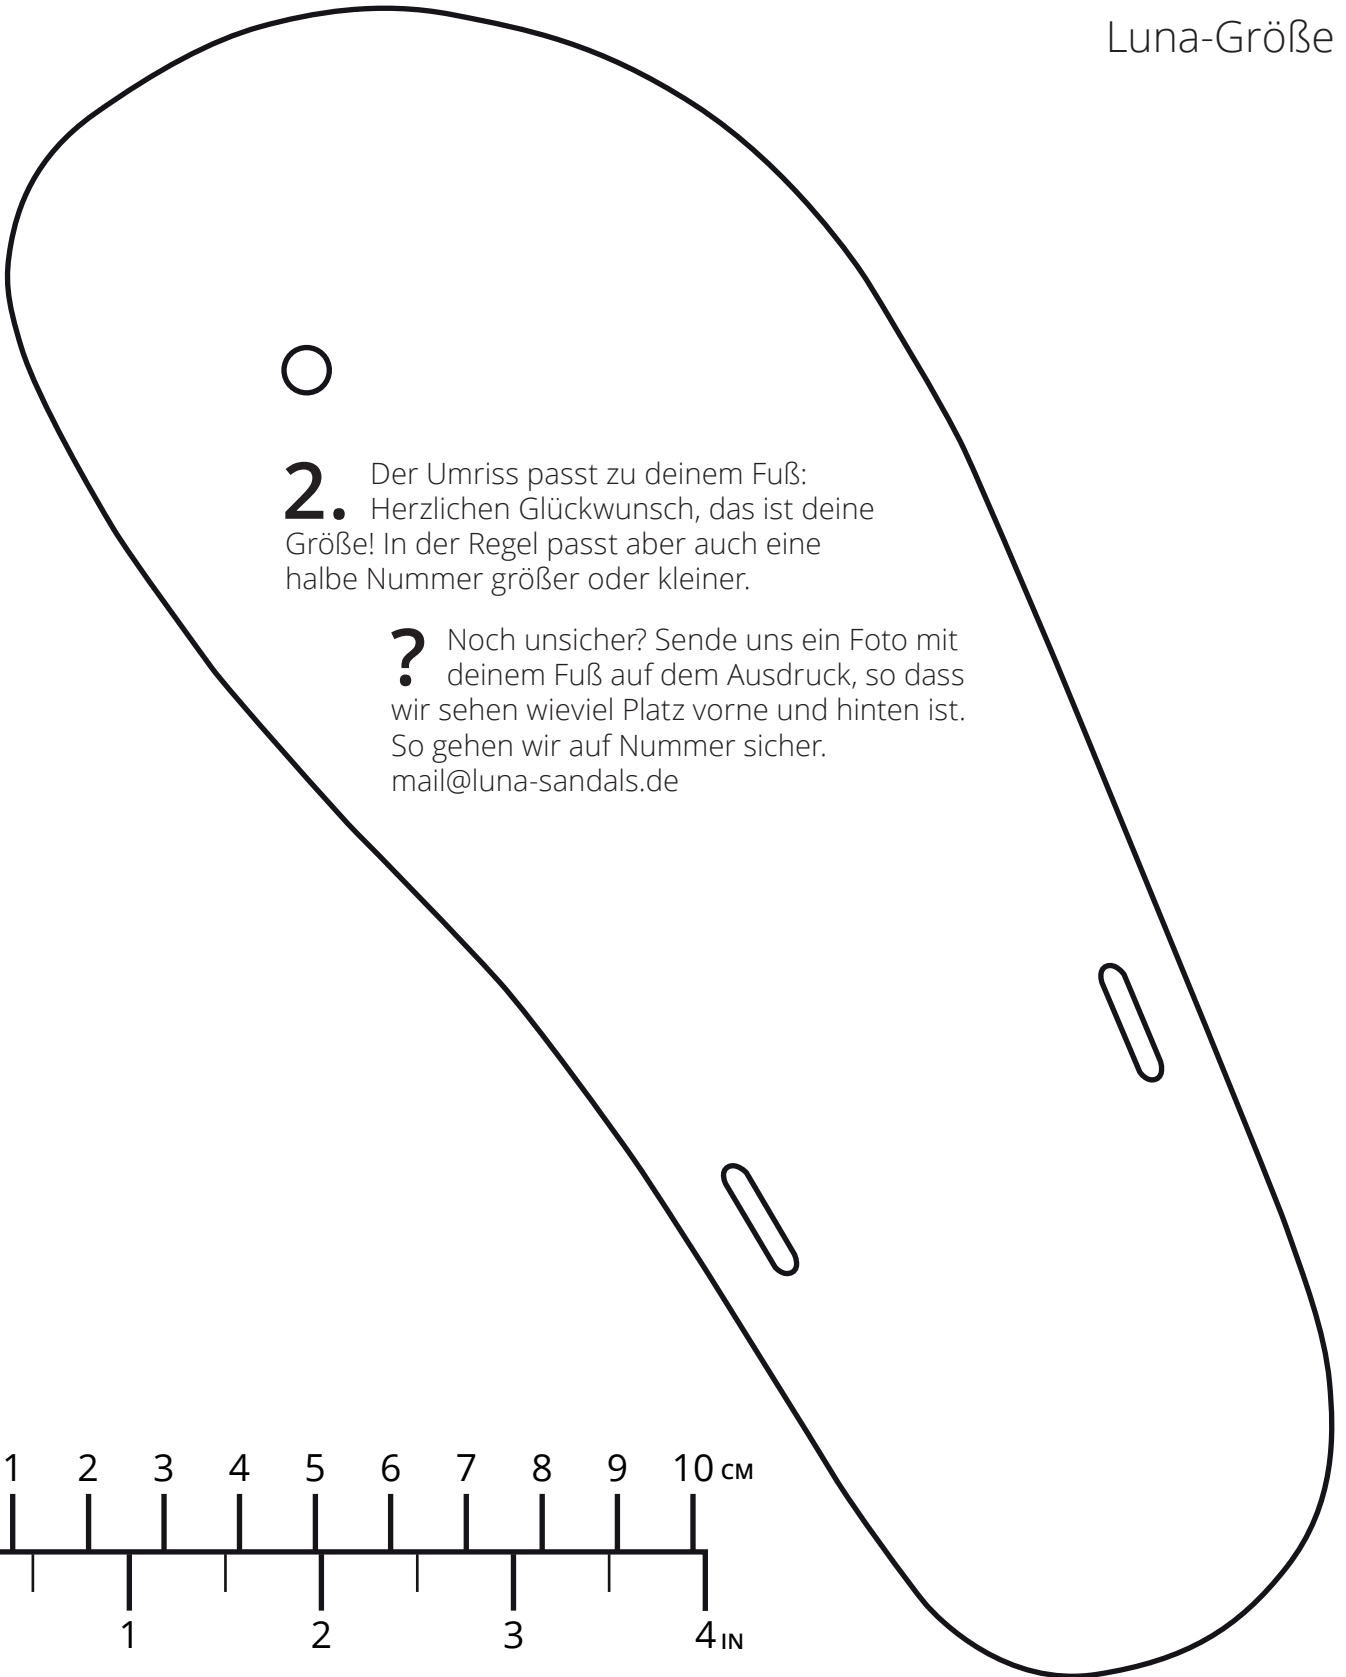 Luna-Größe
2. Der Umriss passt zu deinem Fuß:
Herzlichen Glückwunsch, das ist deine
Größe! In der Regel passt aber auch eine
halbe Nummer größer oder kleiner.
? Noch unsicher? Sende uns ein Foto mit
deinem Fuß auf dem Ausdruck, so dass
wir sehen wieviel Platz vorne und hinten ist.
So gehen wir auf Nummer sicher.
mail@luna-sandals.de
1 2 3 4 5 6 7 8 9 10 CM
1 2 3 4 IN